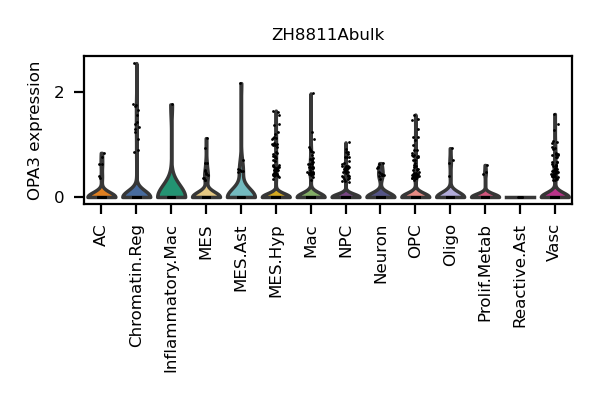 ZH8811Abulk
OPA3 expression
2
0
AC
Chromatin.Reg
Inflammatory.Mac
MES
MES.Ast
MES.Hyp
Mac
NPC
Neuron
OPC
Oligo
Prolif.Metab
Reactive.Ast
Vasc